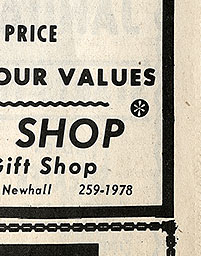 PRICE
OUR VALUES
SHOP
Gift Shop
Newhall 259-1978